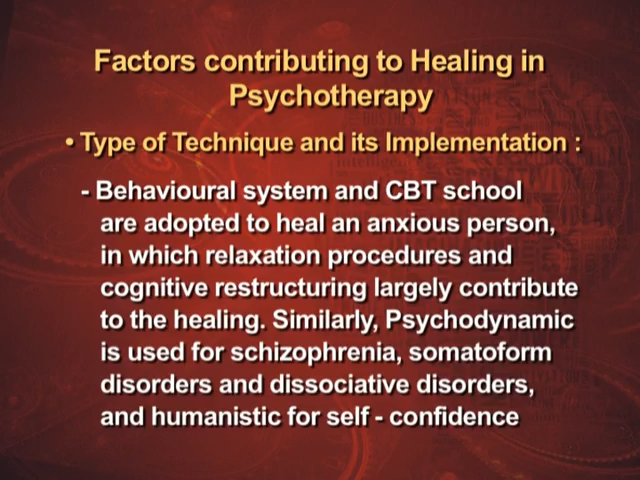 Factors contributing to Healing in
Psychotherapy
• Type of Technique and its Implementation :
- Behavioural system and CBT school
are adopted to heal an anxious person,
in which relaxation procedures and
cognitive restructuring largely contribute
to the healing. Similarly, Psychodynamic
is used for schizophrenia, somatoform
disorders and dissociative disorders,
and humanistic for self - confidence